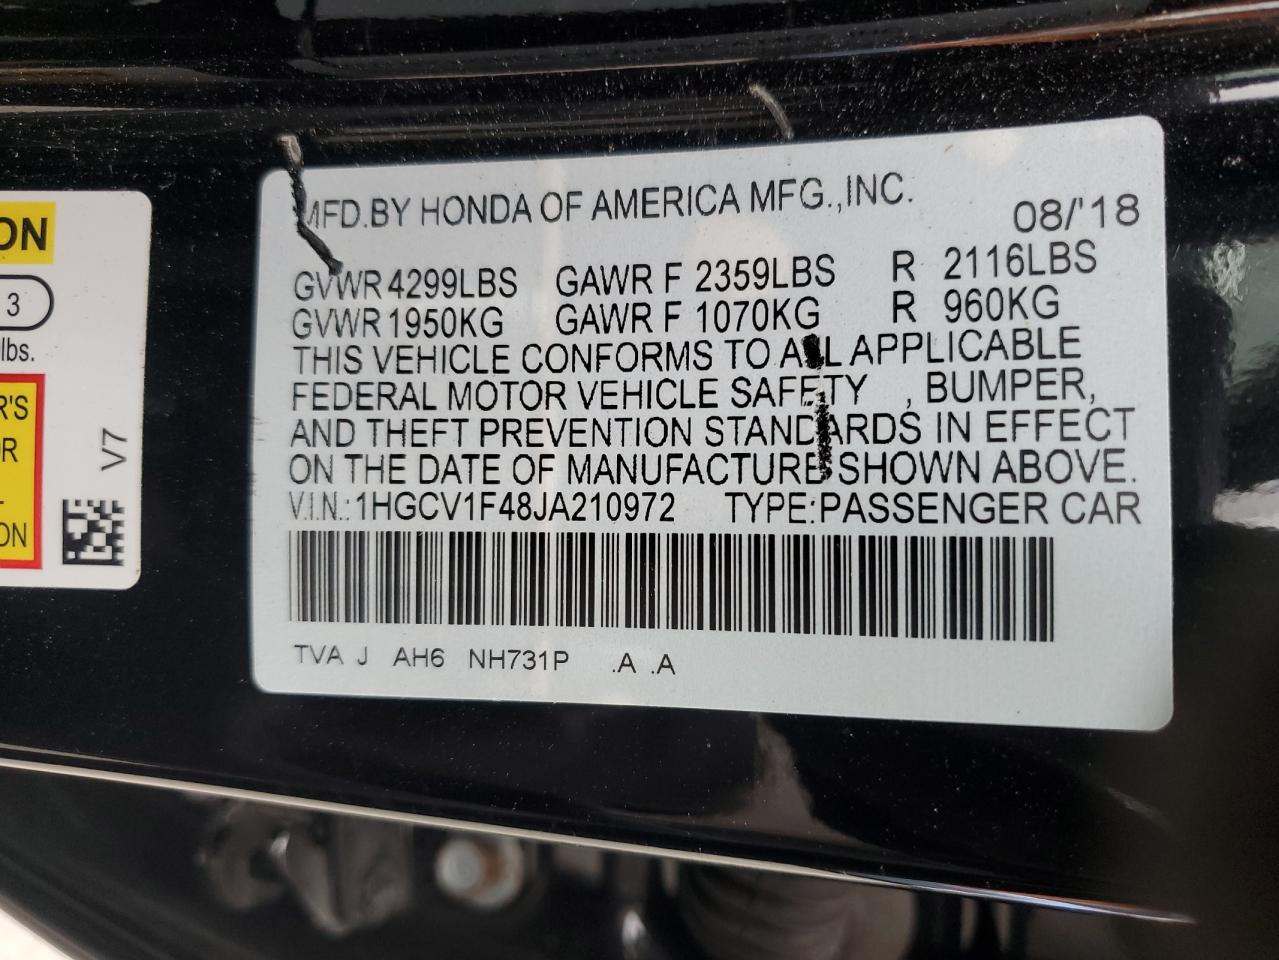 MFD.BY HONDA OF AMERICA MFG.,INC.
08/'18
GVWR 4299LBS GAWR F 2359LBS R 2116LBS
GVWR 1950KG GAWR F 1070KG R 960KG
THIS VEHICLE CONFORMS TO ALL APPLICABLE
FEDERAL MOTOR VEHICLE SAFETY , BUMPER,
AND THEFT PREVENTION STANDARDS IN EFFECT
ON THE DATE OF MANUFACTURE SHOWN ABOVE.
V.I.N.: 1HGCV1F48JA210972 TYPE:PASSENGER CAR
TVA J AH6 NH731P .A .A
ON
3
lbs.
R'S
OR
ON
V7